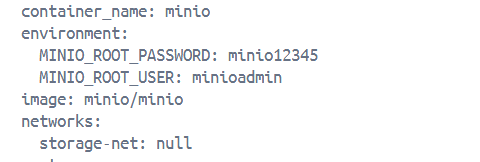 container_name: minio
environment:
  MINIO_ROOT_PASSWORD: minio12345
  MINIO_ROOT_USER: minioadmin
image: minio/minio
networks:
  storage-net: null